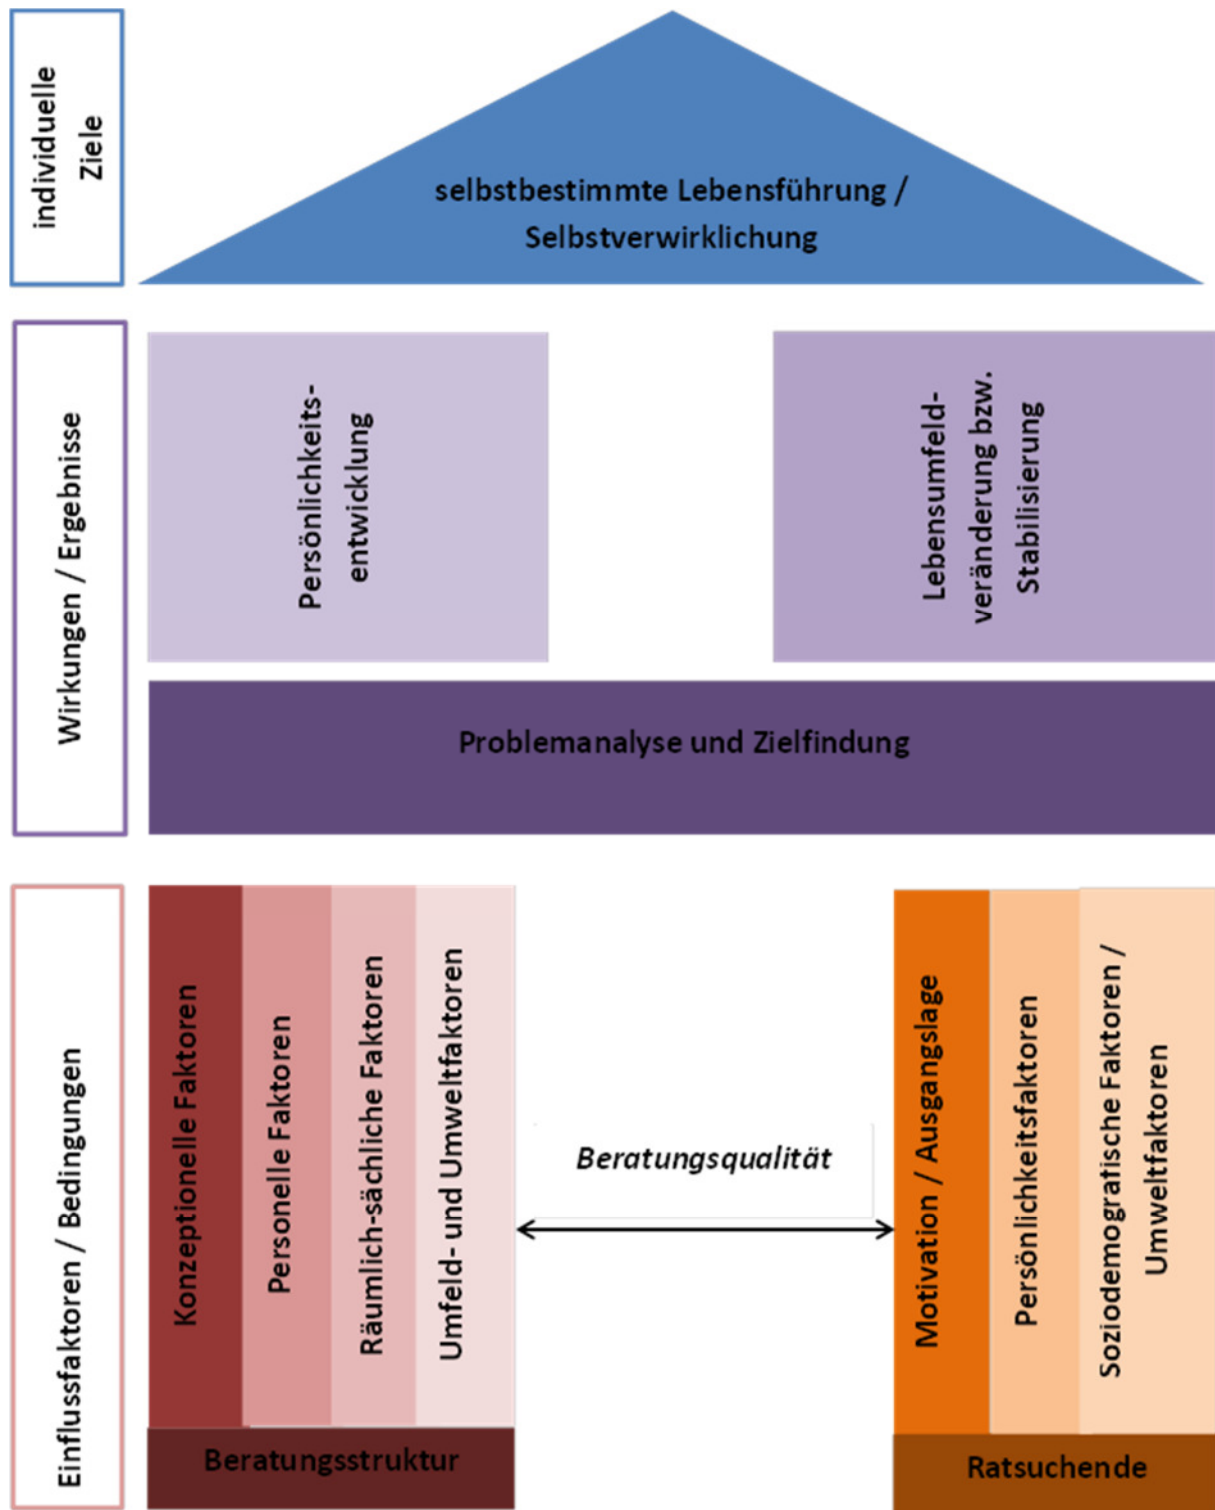 individuelle
Ziele
selbstbestimmte Lebensführung /
Selbstverwirklichung
Wirkungen / Ergebnisse
Persönlichkeits-
entwicklung
Lebensumfeld-
veränderung bzw.
Stabilisierung
Problemanalyse und Zielfindung
Einflussfaktoren / Bedingungen
Konzeptionelle Faktoren
Personelle Faktoren
Räumlich-sächliche Faktoren
Umfeld- und Umweltfaktoren
Beratungsstruktur
Beratungsqualität
Motivation / Ausgangslage
Persönlichkeitsfaktoren
Soziodemografische Faktoren /
Umweltfaktoren
Ratsuchende